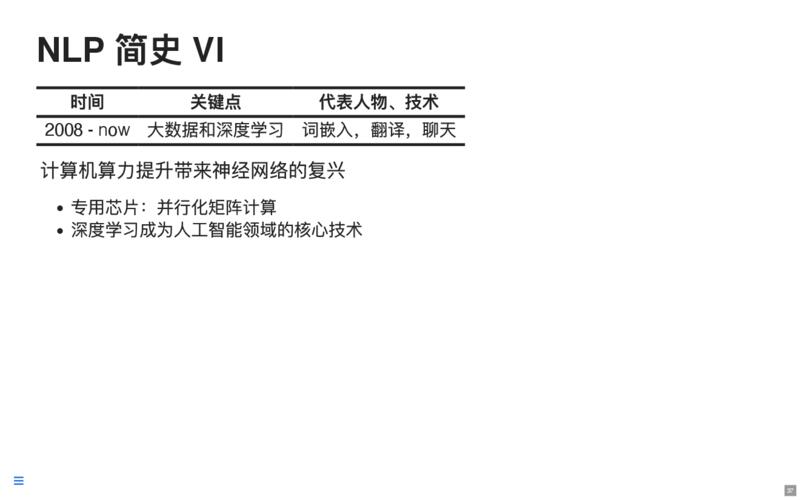 NLP 简史 VI
时间 关键点 代表人物、技术
2008 - now 大数据和深度学习 词嵌入，翻译，聊天
计算机算力提升带来神经网络的复兴
• 专用芯片：并行化矩阵计算
• 深度学习成为人工智能领域的核心技术
37